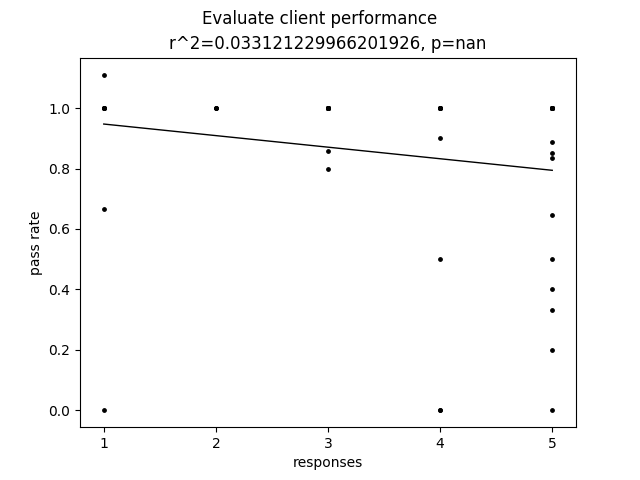 Evaluate client performance
r^2=0.033121229966201926, p=nan
1.0
0.8
0.6
0.4
0.2
0.0
pass rate
1 2 3 4 5
responses